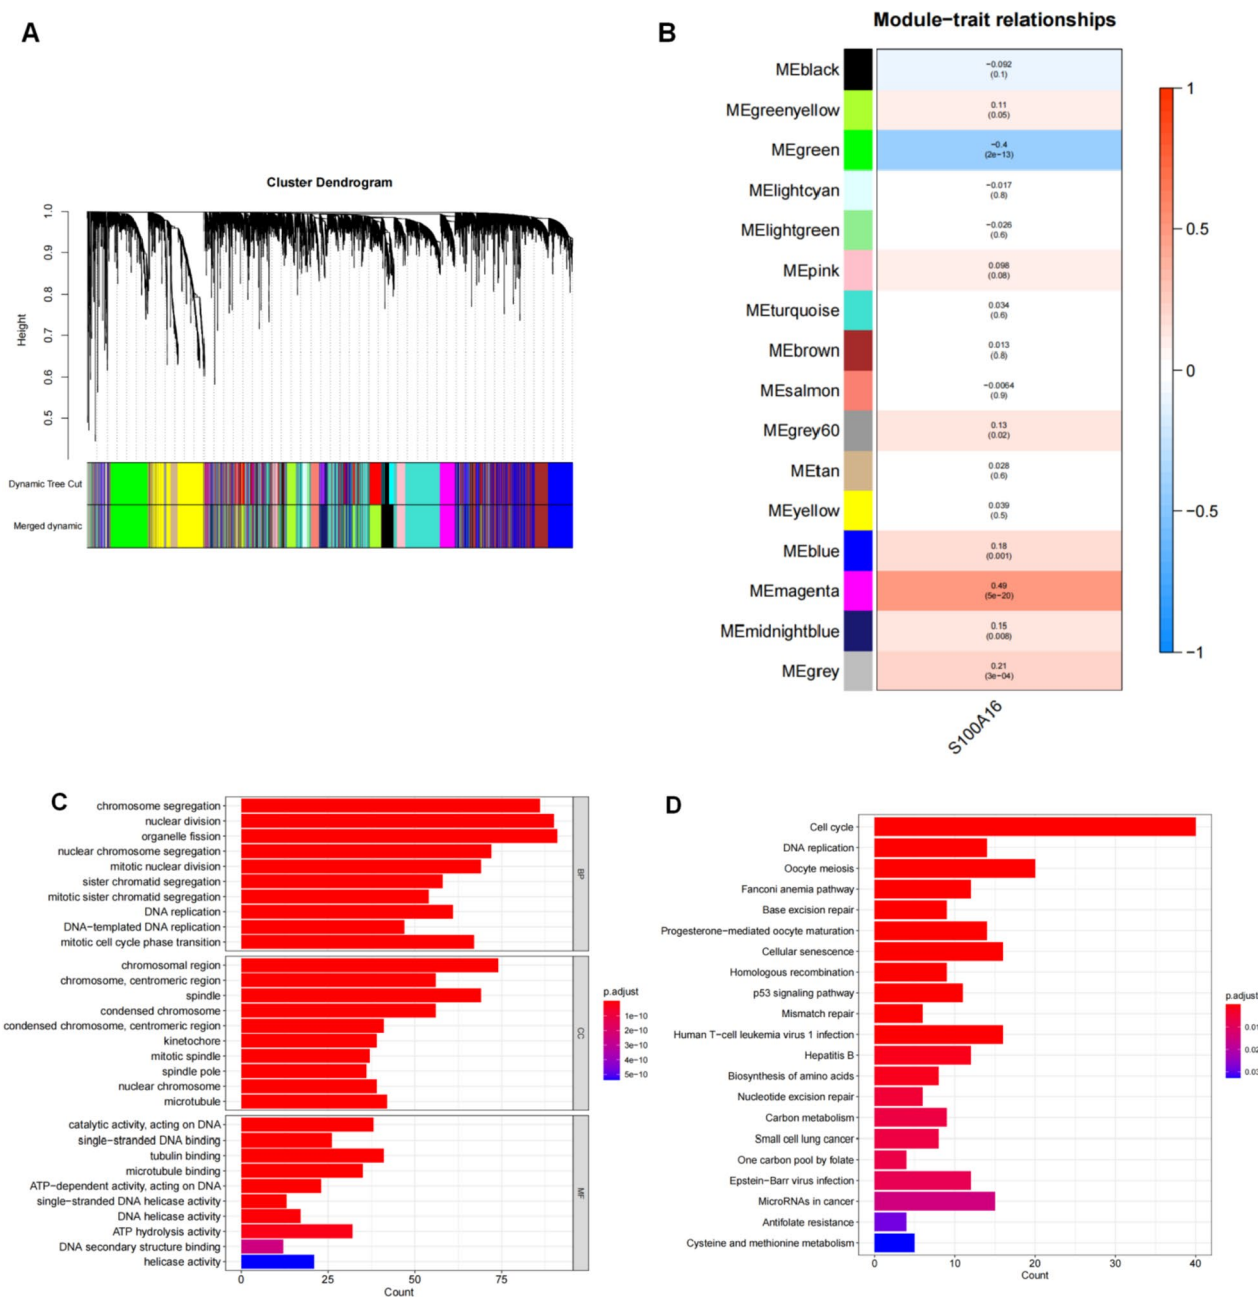 A
Cluster Dendrogram
Height
1.0
0.9
0.8
0.7
0.6
0.5
Dynamic Tree Cut
Merged dynamic
B
Module−trait relationships
MEblack
−0.092
(0.1)
MEgreenyellow
0.11
(0.05)
MEgreen
−0.4
(2e−13)
MElightcyan
−0.017
(0.8)
MElightgreen
−0.026
(0.6)
MEpink
0.098
(0.08)
MEturquoise
0.034
(0.6)
MEbrown
0.013
(0.8)
MEsalmon
−0.0064
(0.9)
MEgrey60
0.13
(0.02)
MEtan
0.028
(0.6)
MEyellow
0.039
(0.5)
MEblue
0.18
(0.001)
MEmagenta
0.49
(5e−20)
MEmidnightblue
0.15
(0.008)
MEgrey
0.21
(3e−04)
S100A16
1
0.5
0
−0.5
−1
C
chromosome segregation
nuclear division
organelle fission
nuclear chromosome segregation
mitotic nuclear division
sister chromatid segregation
mitotic sister chromatid segregation
DNA replication
DNA−templated DNA replication
mitotic cell cycle phase transition
BP
chromosomal region
chromosome, centromeric region
spindle
condensed chromosome
condensed chromosome, centromeric region
kinetochore
mitotic spindle
spindle pole
nuclear chromosome
microtubule
CC
catalytic activity, acting on DNA
single−stranded DNA binding
tubulin binding
microtubule binding
ATP−dependent activity, acting on DNA
single−stranded DNA helicase activity
DNA helicase activity
ATP hydrolysis activity
DNA secondary structure binding
helicase activity
MF
0
25
50
75
Count
p.adjust
1e−10
2e−10
3e−10
4e−10
5e−10
D
Cell cycle
DNA replication
Oocyte meiosis
Fanconi anemia pathway
Base excision repair
Progesterone−mediated oocyte maturation
Cellular senescence
Homologous recombination
p53 signaling pathway
Mismatch repair
Human T−cell leukemia virus 1 infection
Hepatitis B
Biosynthesis of amino acids
Nucleotide excision repair
Carbon metabolism
Small cell lung cancer
One carbon pool by folate
Epstein−Barr virus infection
MicroRNAs in cancer
Antifolate resistance
Cysteine and methionine metabolism
0
10
20
30
40
Count
p.adjust
0.01
0.02
0.03